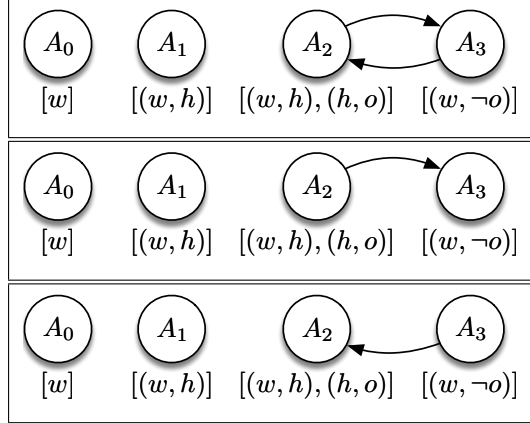 A₀ A₁ A₂ A₃
[w] [(w, h)] [(w, h), (h, o)] [(w, ¬o)]
A₀ A₁ A₂ A₃
[w] [(w, h)] [(w, h), (h, o)] [(w, ¬o)]
A₀ A₁ A₂ A₃
[w] [(w, h)] [(w, h), (h, o)] [(w, ¬o)]